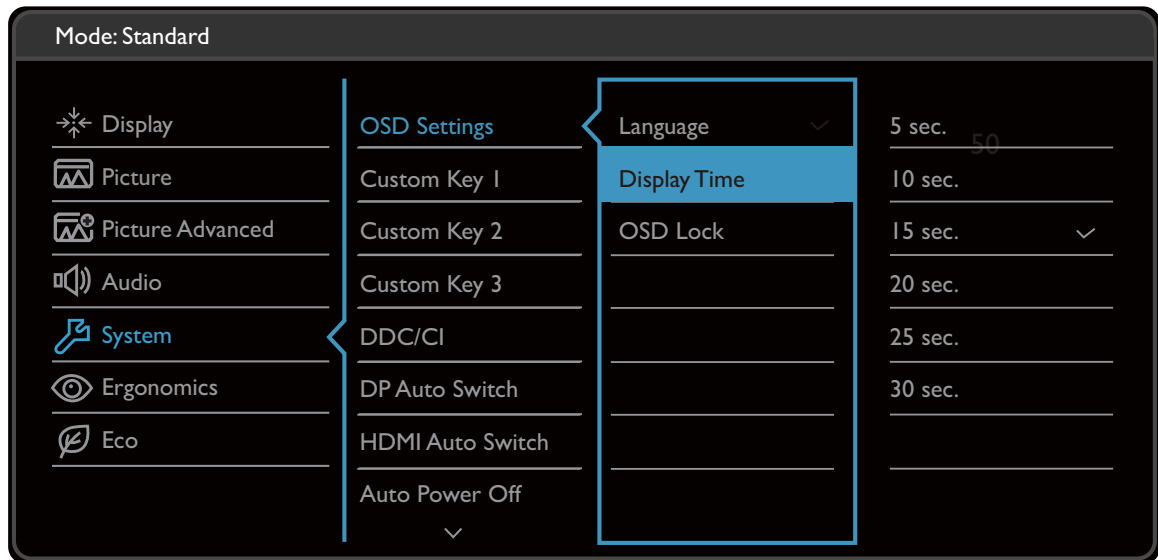 Mode: Standard
Display
Picture
Picture Advanced
Audio
System
Ergonomics
Eco
OSD Settings
Custom Key 1
Custom Key 2
Custom Key 3
DDC/CI
DP Auto Switch
HDMI Auto Switch
Auto Power Off
Language
Display Time
OSD Lock
5 sec.
50
10 sec.
15 sec.
20 sec.
25 sec.
30 sec.